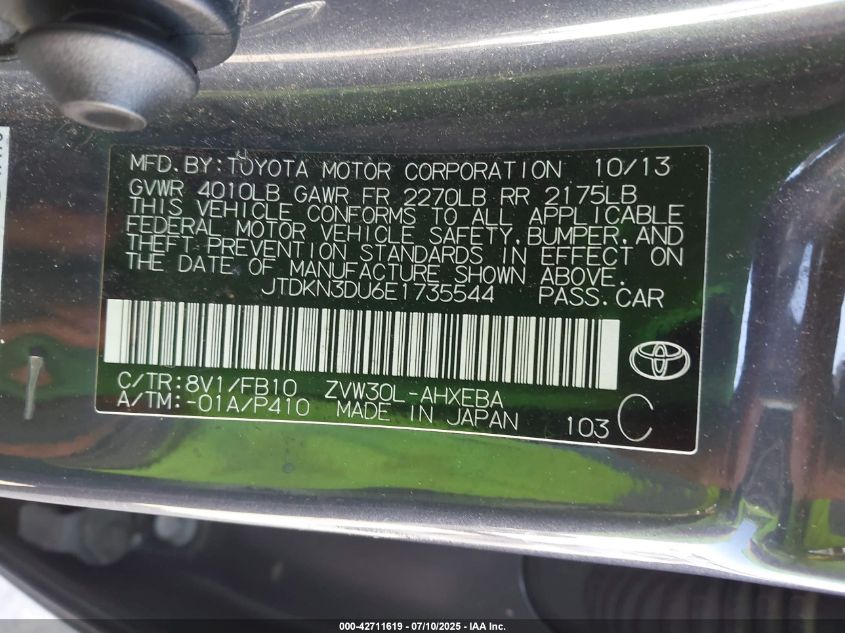 MFD.BY:TOYOTA MOTOR CORPORATION 10/13
GVWR 4010LB GAWR FR 2270LB RR 2175LB
THIS VEHICLE CONFORMS TO ALL APPLICABLE
FEDERAL MOTOR VEHICLE SAFETY,BUMPER,AND
THEFT PREVENTION STANDARDS IN EFFECT ON
THE DATE OF MANUFACTURE SHOWN ABOVE.
JTDKN3DU6E1735544 PASS.CAR
C/TR:8V1/FB10 ZVW30L-AHXEBA
A/TM:-01A/P410 MADE IN JAPAN 103 C
000-42711619 - 07/10/2025 - IAA Inc.